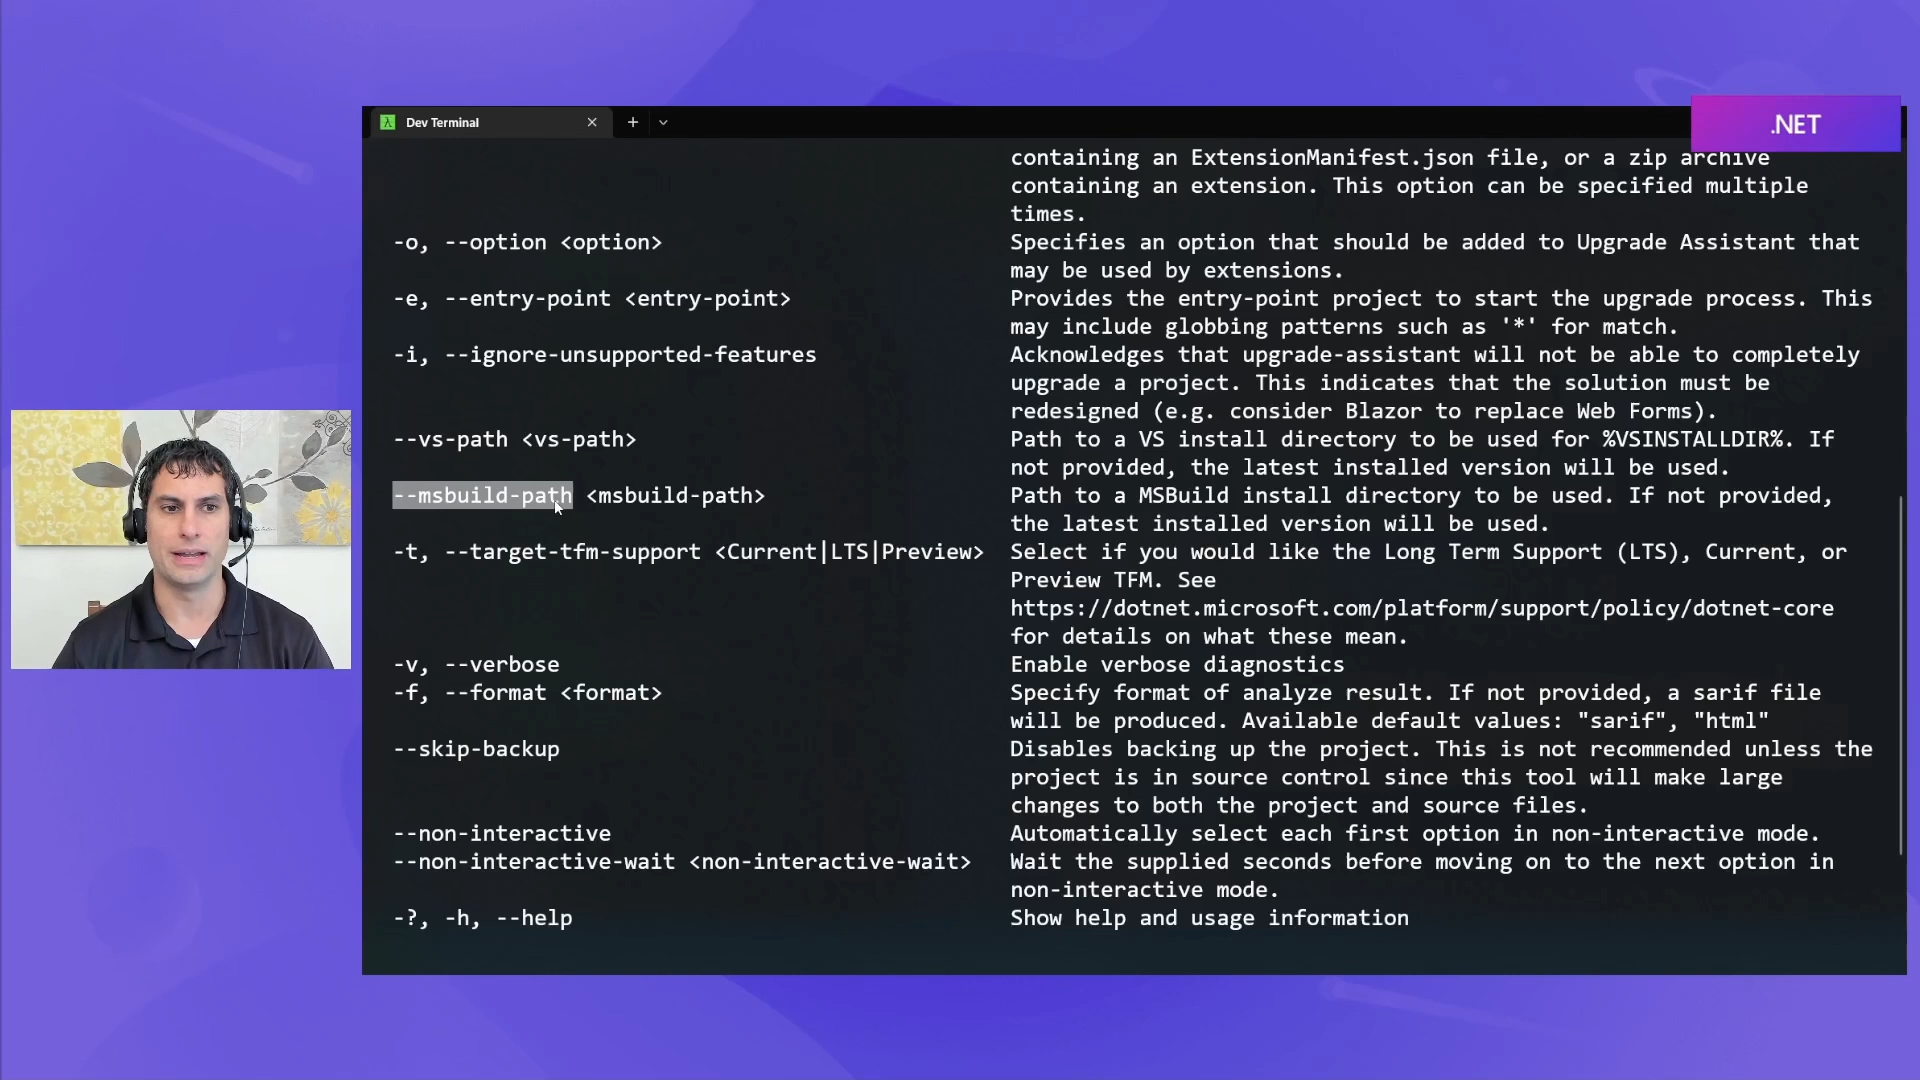 Dev Terminal
.NET
containing an ExtensionManifest.json file, or a zip archive
containing an extension. This option can be specified multiple
times.
-o, --option <option> Specifies an option that should be added to Upgrade Assistant that
may be used by extensions.
-e, --entry-point <entry-point> Provides the entry-point project to start the upgrade process. This
may include globbing patterns such as '*' for match.
-i, --ignore-unsupported-features Acknowledges that upgrade-assistant will not be able to completely
upgrade a project. This indicates that the solution must be
redesigned (e.g. consider Blazor to replace Web Forms).
--vs-path <vs-path> Path to a VS install directory to be used for %VSINSTALLDIR%. If
not provided, the latest installed version will be used.
--msbuild-path <msbuild-path> Path to a MSBuild install directory to be used. If not provided,
the latest installed version will be used.
-t, --target-tfm-support <Current|LTS|Preview> Select if you would like the Long Term Support (LTS), Current, or
Preview TFM. See
https://dotnet.microsoft.com/platform/support/policy/dotnet-core
for details on what these mean.
-v, --verbose Enable verbose diagnostics
-f, --format <format> Specify format of analyze result. If not provided, a sarif file
will be produced. Available default values: "sarif", "html"
--skip-backup Disables backing up the project. This is not recommended unless the
project is in source control since this tool will make large
changes to both the project and source files.
--non-interactive Automatically select each first option in non-interactive mode.
--non-interactive-wait <non-interactive-wait> Wait the supplied seconds before moving on to the next option in
non-interactive mode.
-?, -h, --help Show help and usage information